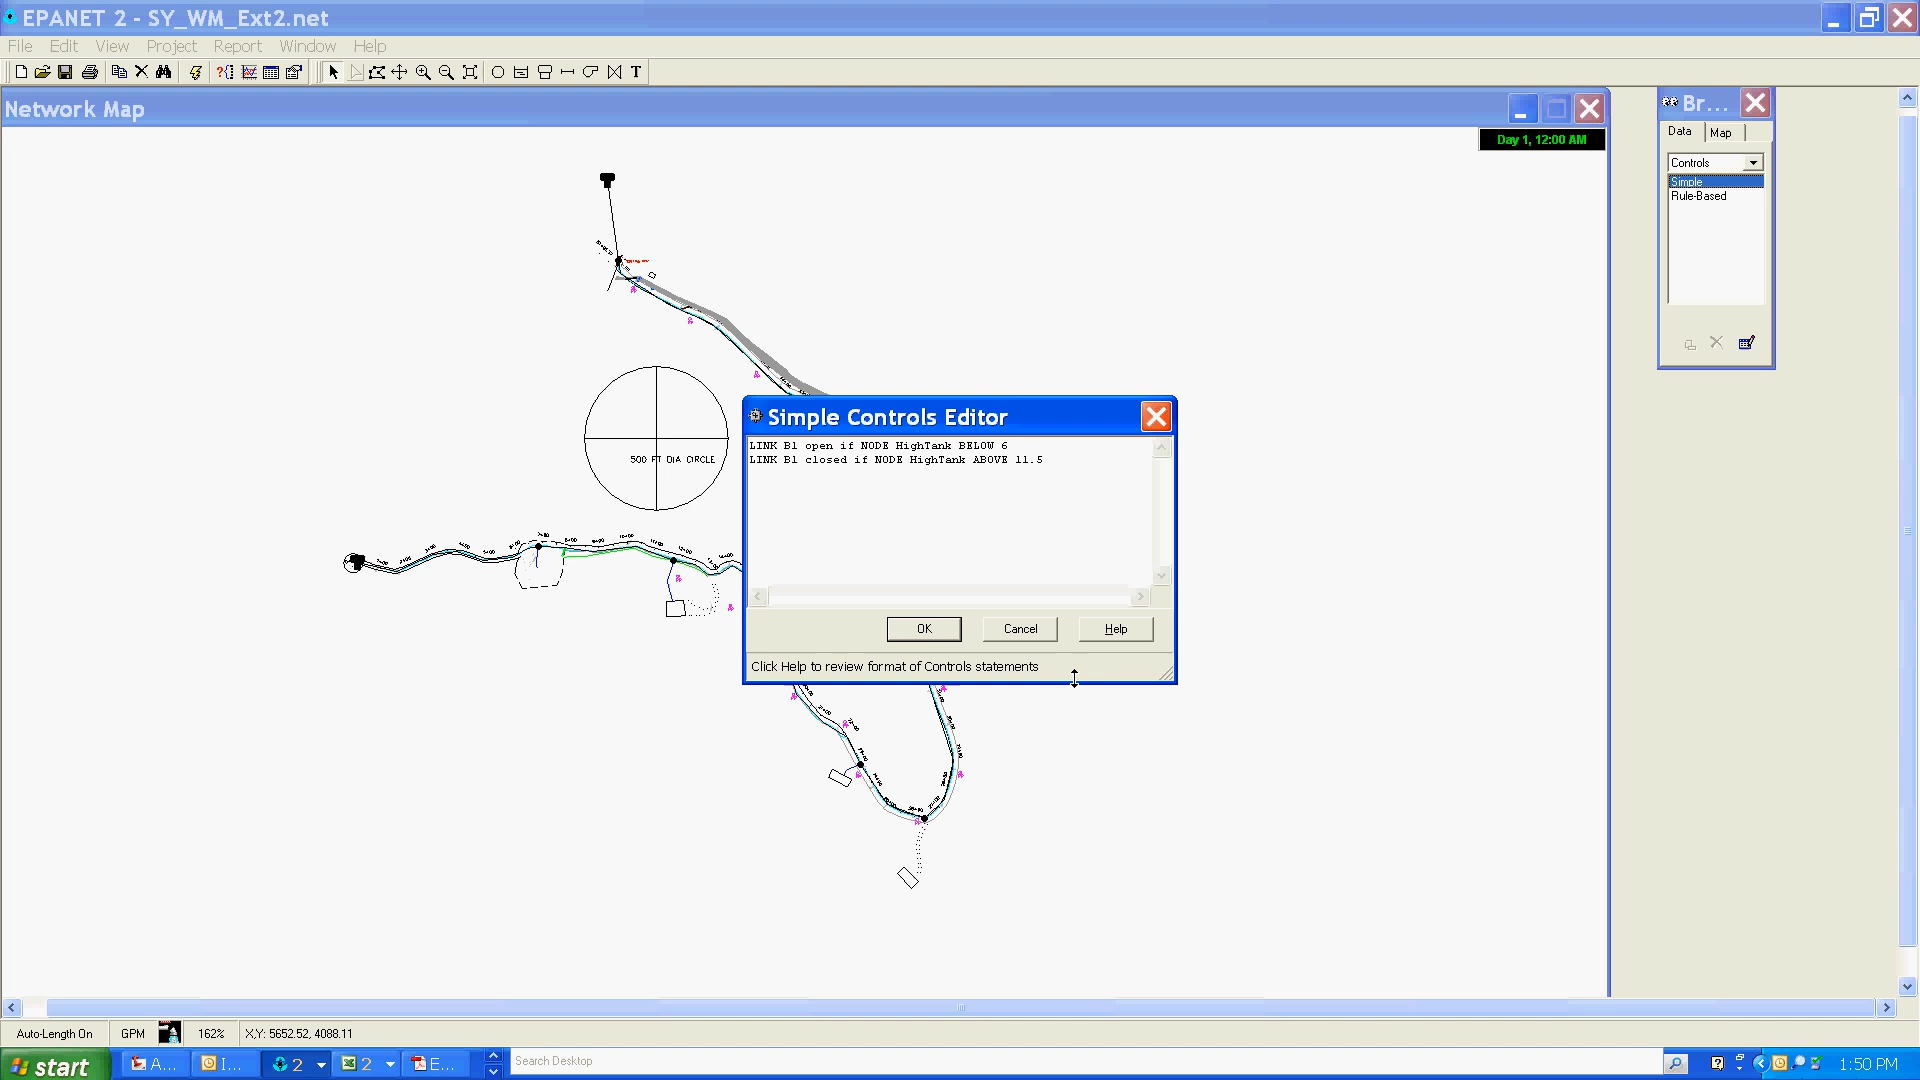 EPANET 2 - SY_WM_Ext2.net
File Edit View Project Report Window Help
T
Network Map
Day 1, 12:00 AM
Br...
Data Map
Controls
Simple
Rule-Based
500 FT DIA CIRCLE
Simple Controls Editor
LINK B1 open if NODE HighTank BELOW 6
LINK B1 closed if NODE HighTank ABOVE 11.5
OK Cancel Help
Click Help to review format of Controls statements
Auto-Length On GPM 162% X,Y: 5652.52, 4088.11
start A... I... 2 2 E... Search Desktop 1:50 PM